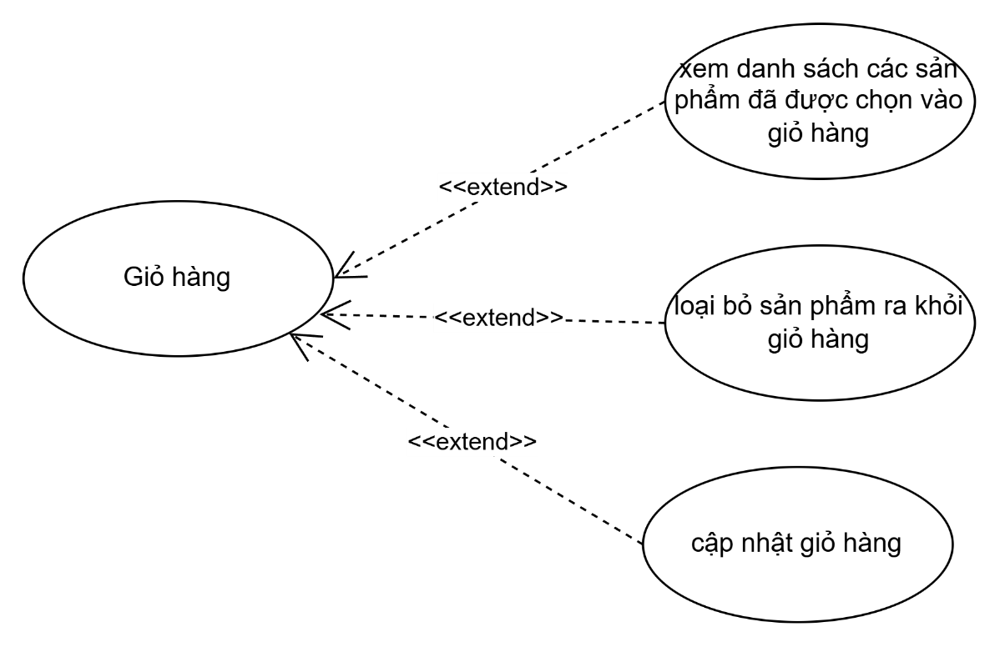 xem danh sách các sản
phẩm đã được chọn vào
giỏ hàng
<<extend>>
Giỏ hàng
loại bỏ sản phẩm ra khỏi
giỏ hàng
<<extend>>
<<extend>>
cập nhật giỏ hàng